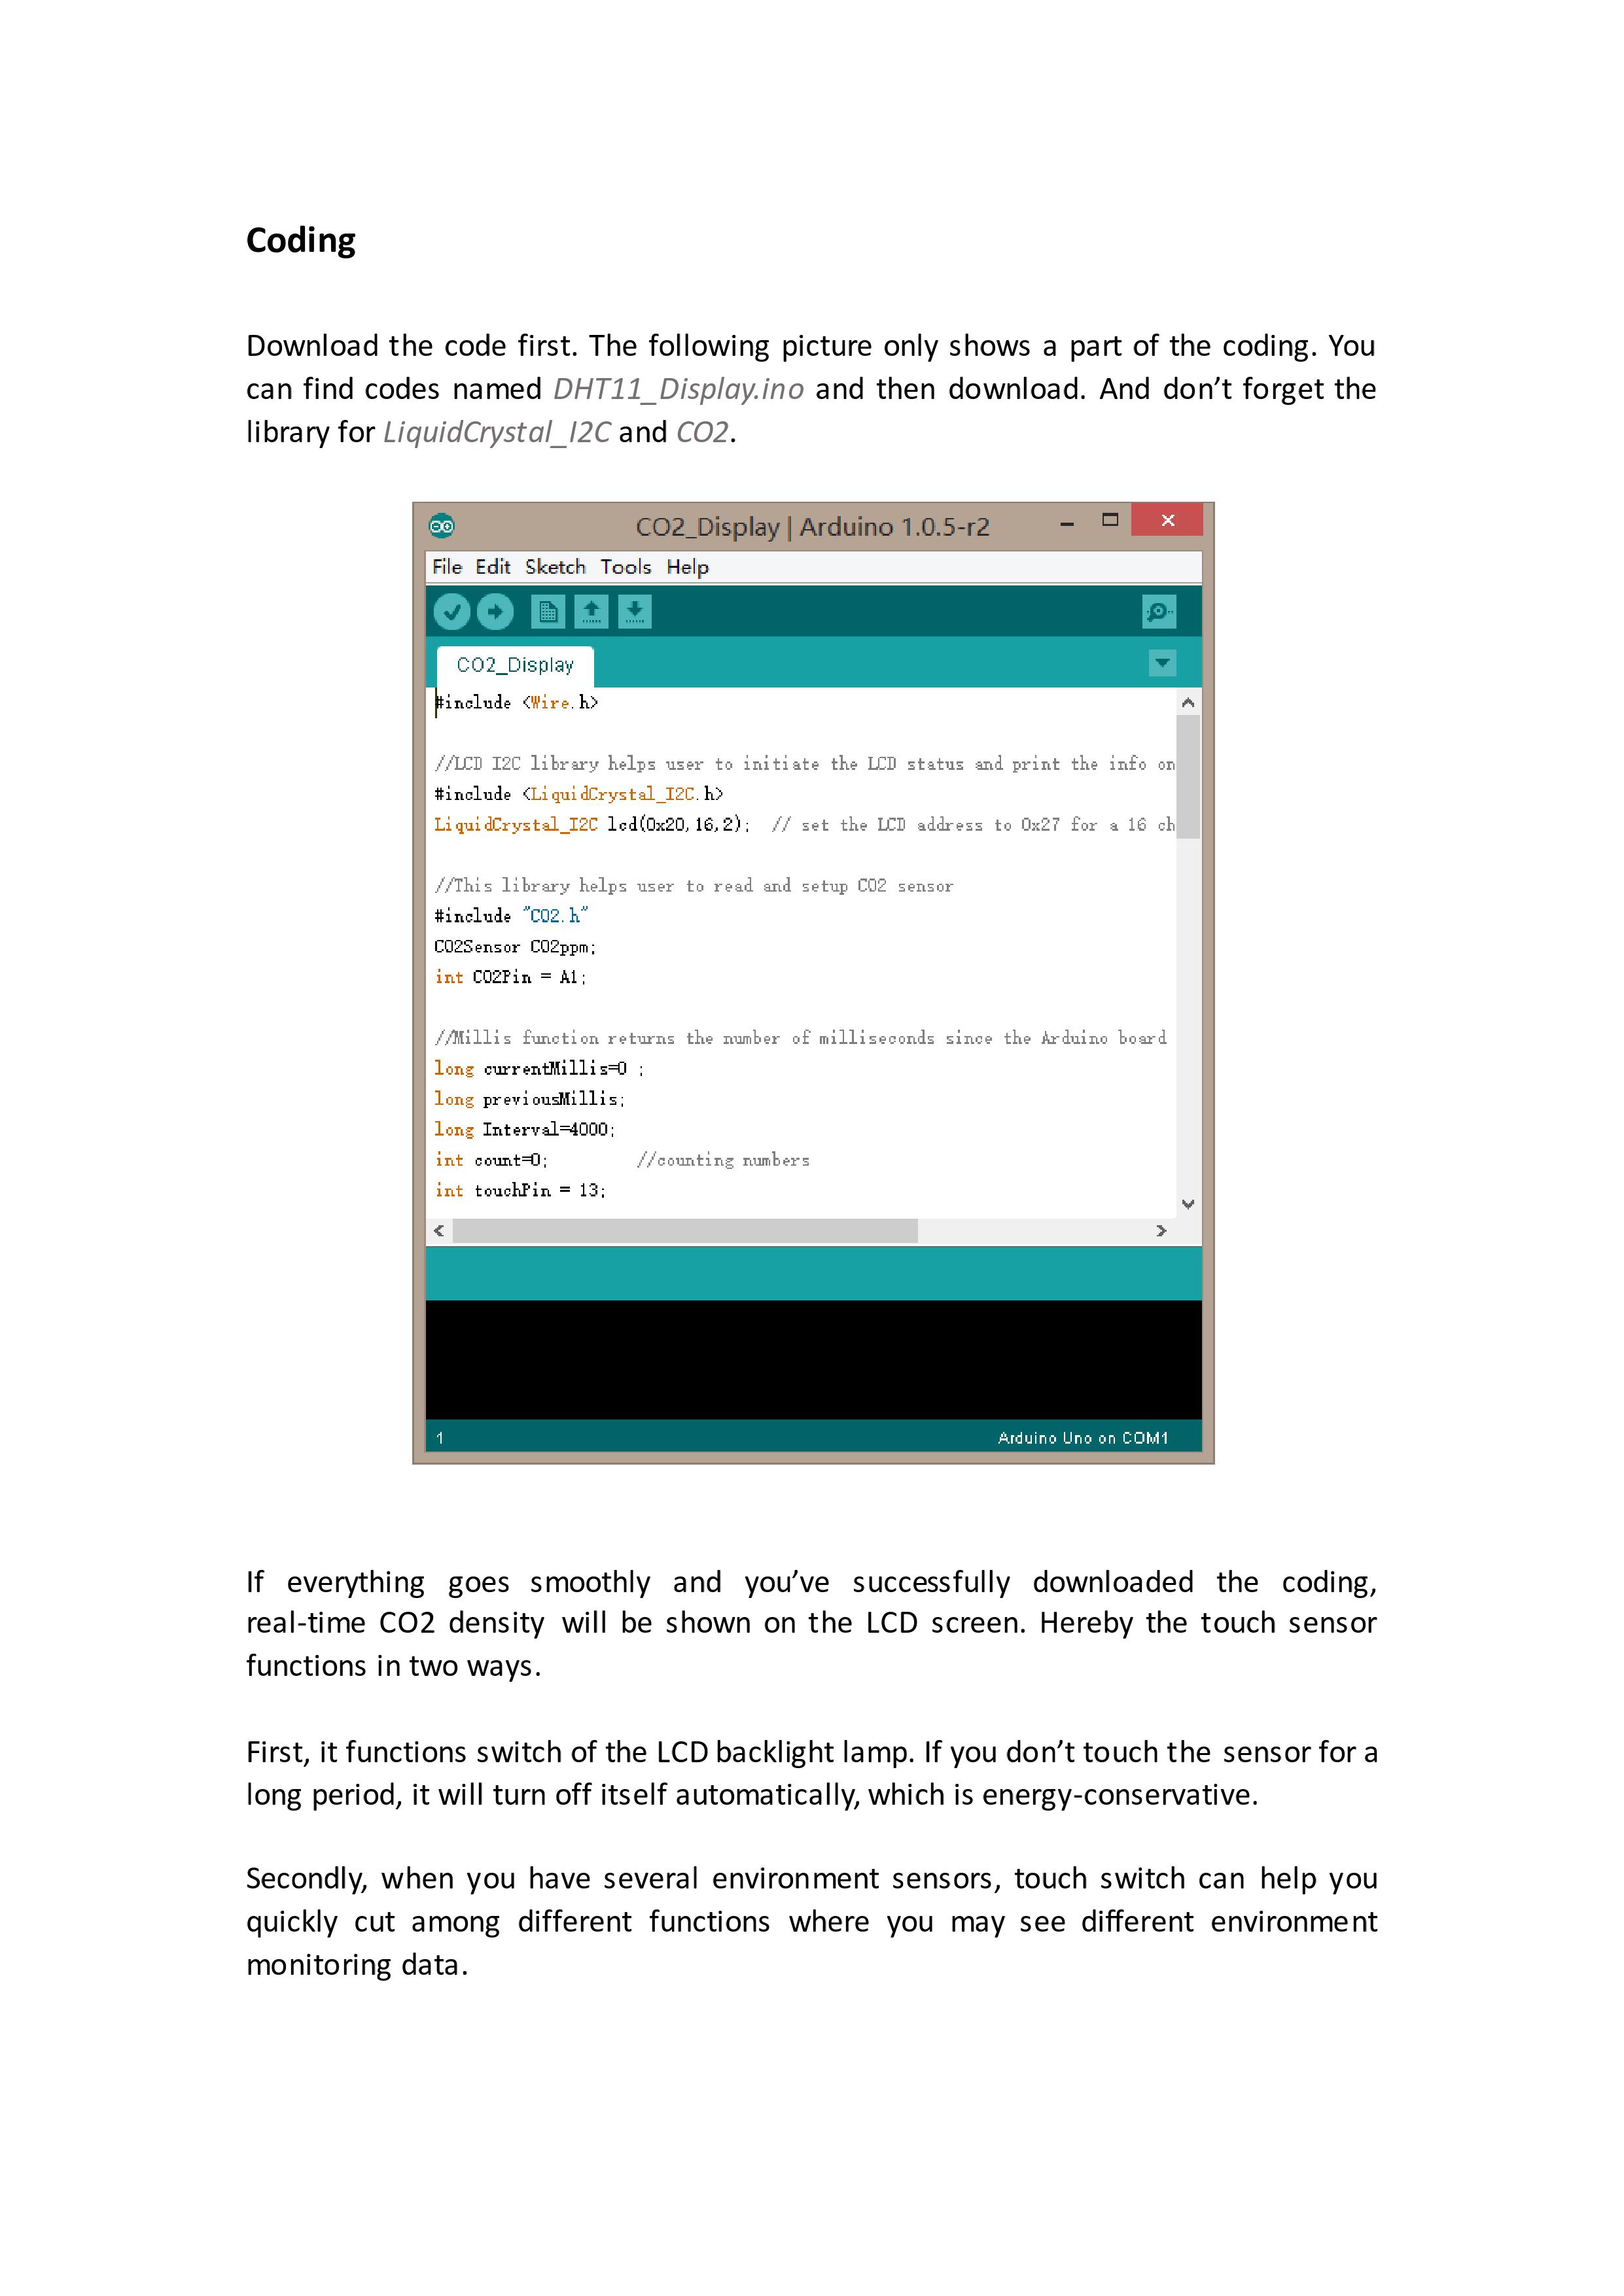 Coding
Download the code first. The following picture only shows a part of the coding. You
can find codes named DHT11_Display.ino and then download. And don’t forget the
library for LiquidCrystal_I2C and CO2.
CO2_Display | Arduino 1.0.5-r2
File Edit Sketch Tools Help
CO2_Display
#include <Wire.h>
//LCD I2C library helps user to initiate the LCD status and print the info on
#include <LiquidCrystal_I2C.h>
LiquidCrystal_I2C lcd(0x20,16,2);  // set the LCD address to 0x27 for a 16 ch
//This library helps user to read and setup CO2 sensor
#include "CO2.h"
CO2Sensor CO2ppm;
int CO2Pin = A1;
//Millis function returns the number of milliseconds since the Arduino board
long currentMillis=0 ;
long previousMillis;
long Interval=4000;
int count=0;         //counting numbers
int touchPin = 13;
1 Arduino Uno on COM1
If everything goes smoothly and you’ve successfully downloaded the coding,
real-time CO2 density will be shown on the LCD screen. Hereby the touch sensor
functions in two ways.
First, it functions switch of the LCD backlight lamp. If you don’t touch the sensor for a
long period, it will turn off itself automatically, which is energy-conservative.
Secondly, when you have several environment sensors, touch switch can help you
quickly cut among different functions where you may see different environment
monitoring data.